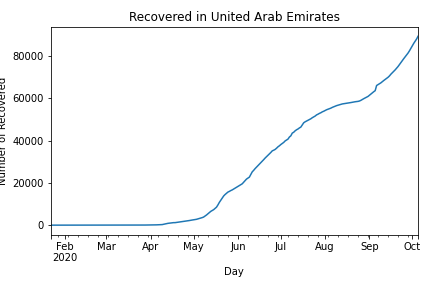 Recovered in United Arab Emirates
80000
60000
40000
20000
0
Number of Recovered
Feb Mar Apr May Jun Jul Aug Sep Oct
2020
Day